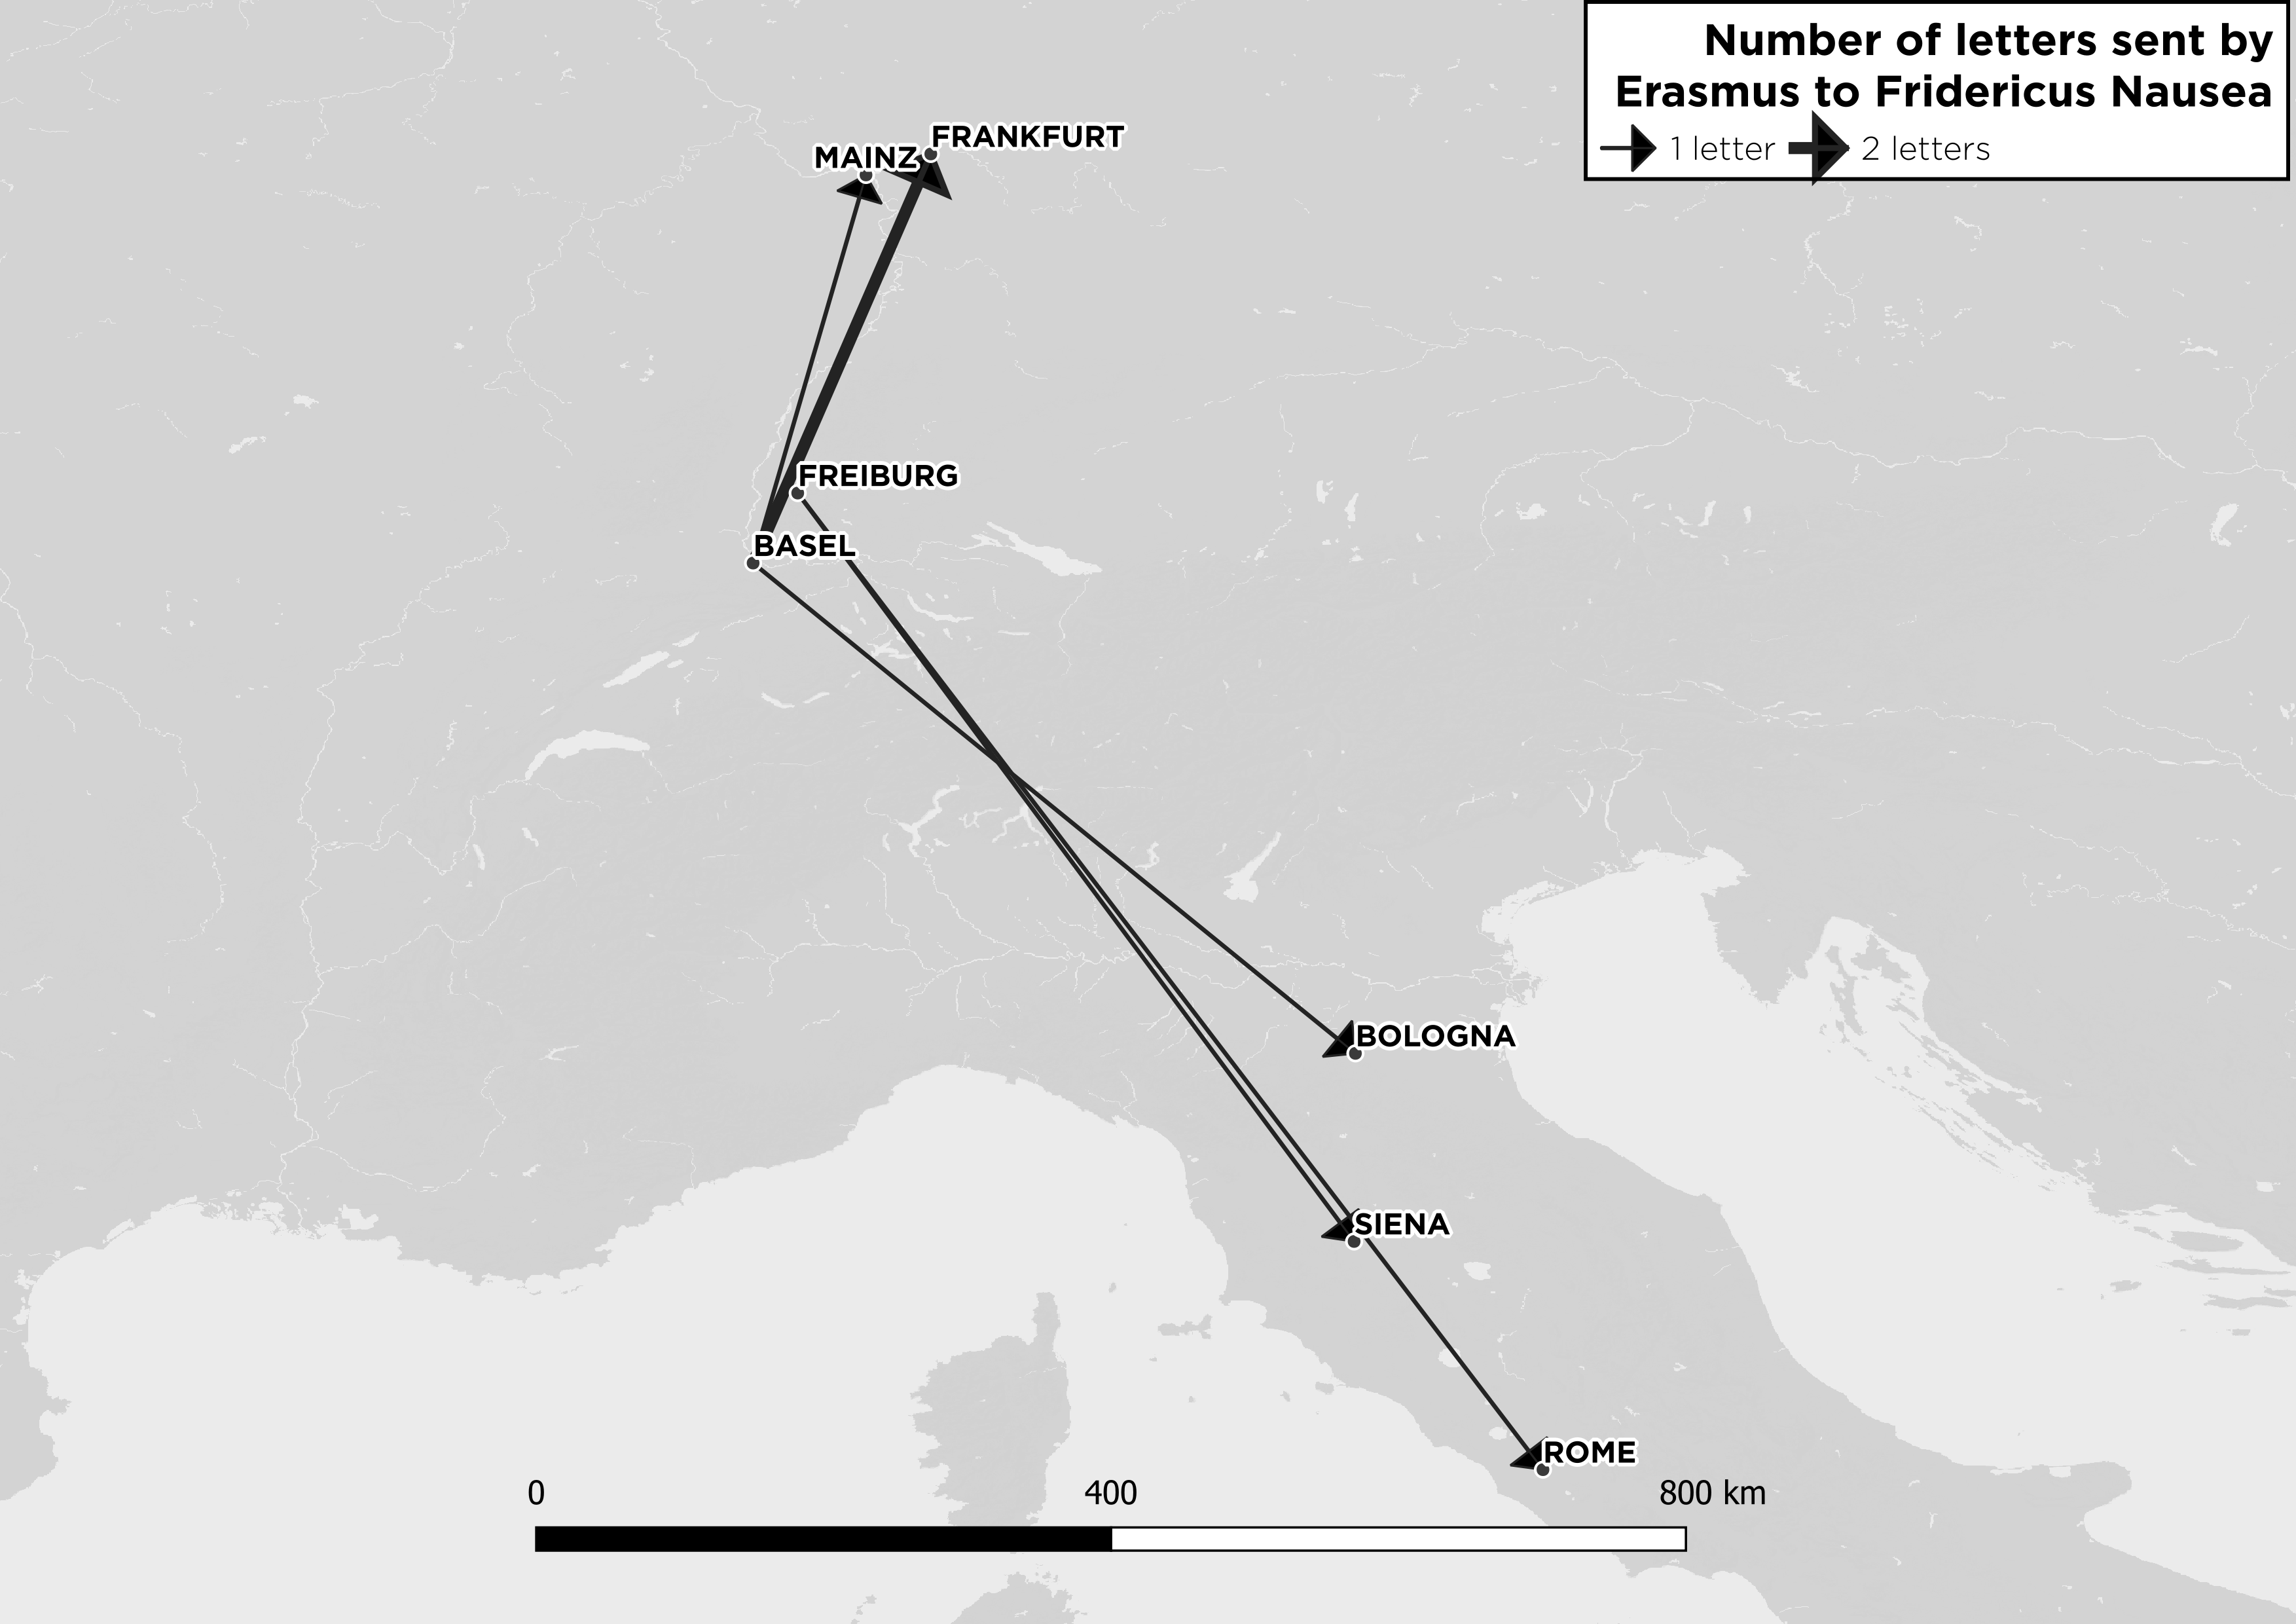 Number of letters sent by
Erasmus to Fridericus Nausea
1 letter 2 letters
FRANKFURT
MAINZ
FREIBURG
BASEL
BOLOGNA
SIENA
ROME
0 400 800 km